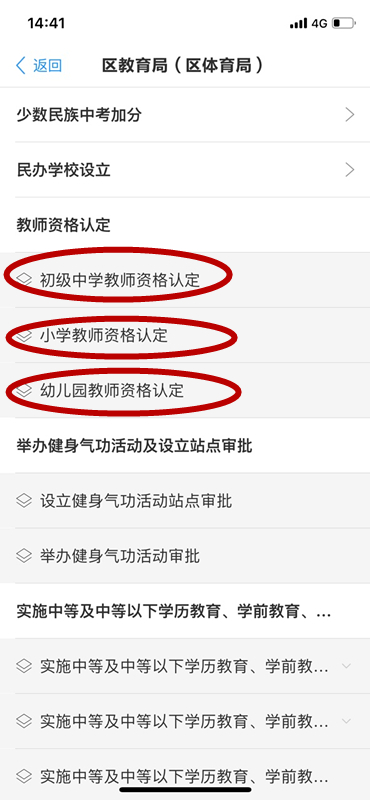 14:41
4G
返回
区教育局（区体育局）
少数民族中考加分
民办学校设立
教师资格认定
初级中学教师资格认定
小学教师资格认定
幼儿园教师资格认定
举办健身气功活动及设立站点审批
设立健身气功活动站点审批
举办健身气功活动审批
实施中等及中等以下学历教育、学前教育、...
实施中等及中等以下学历教育、学前教育...
实施中等及中等以下学历教育、学前教育...
实施中等及中等以下学历教育、学前教育...